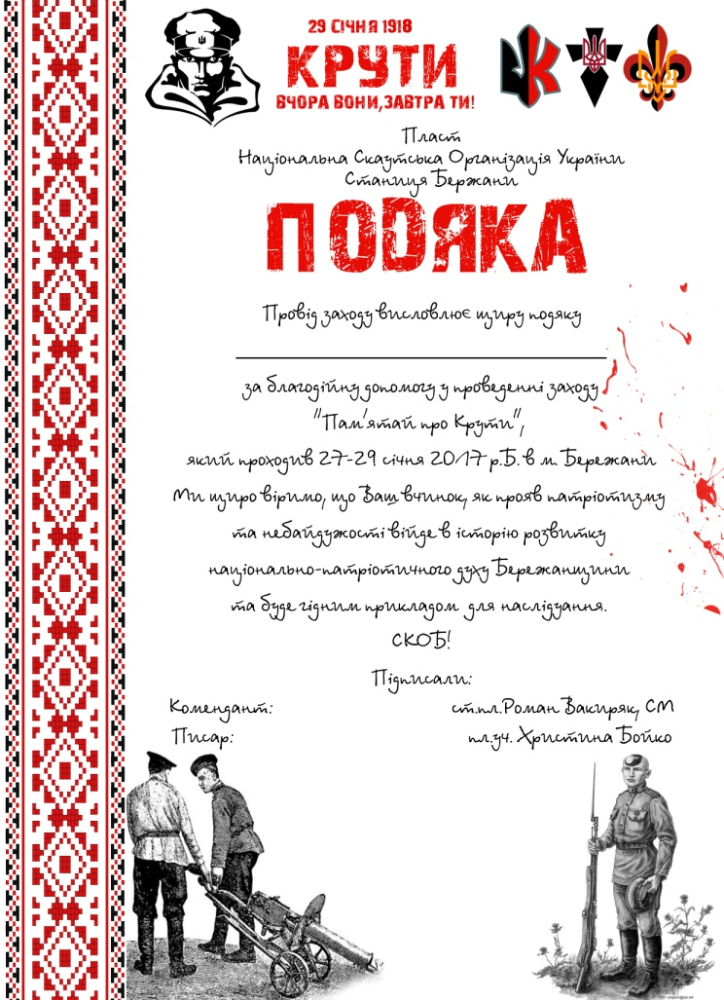 29 СІЧНЯ 1918
КРУТИ
ВЧОРА ВОНИ, ЗАВТРА ТИ!
Пласт
Національна Скаутська Організація України
Станиця Бержани
ПОДЯКА
Провід заходу висловлює щиру подяку
за благодійну допомогу у проведенні заходу
"Пам'ятай про Крути",
який проходив 27-29 січня 2017 р.Б. в м. Бережани
Ми щиро віримо, що Ваш вчинок, як прояв патріотизму
та небайдужості війде в історію розвитку
національно-патріотичного духу Бережанщини
та буде гідним прикладом для наслідування.
СКОБ!
Підписали:
Комендант: ст.пл.Роман Вакиряк, СМ
Писар: пл.уч. Христина Бойко